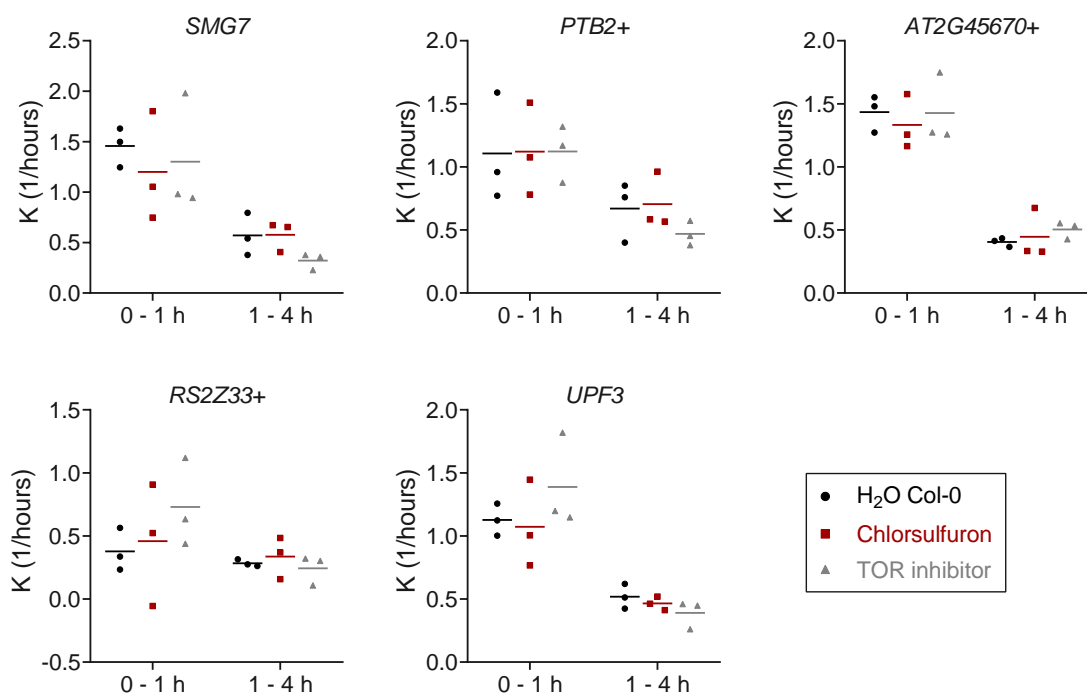 SMG7
K (1/hours)
2.5
2.0
1.5
1.0
0.5
0.0
0 - 1 h 1 - 4 h
PTB2+
K (1/hours)
2.0
1.5
1.0
0.5
0.0
0 - 1 h 1 - 4 h
AT2G45670+
K (1/hours)
2.0
1.5
1.0
0.5
0.0
0 - 1 h 1 - 4 h
RS2Z33+
K (1/hours)
1.5
1.0
0.5
0.0
-0.5
0 - 1 h 1 - 4 h
UPF3
K (1/hours)
2.0
1.5
1.0
0.5
0.0
0 - 1 h 1 - 4 h
H₂O Col-0
Chlorsulfuron
TOR inhibitor